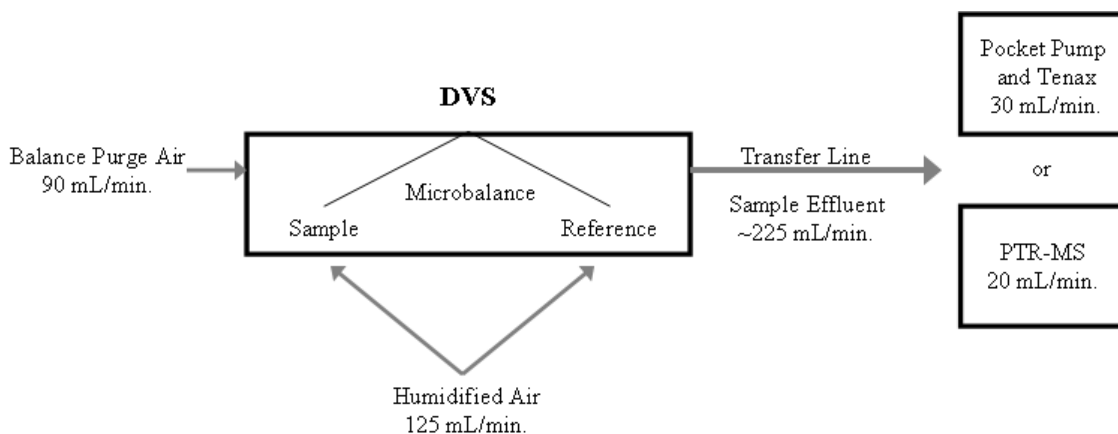 DVS
Balance Purge Air
90 mL/min.
Microbalance
Sample
Reference
Humidified Air
125 mL/min.
Transfer Line
Sample Effluent
~225 mL/min.
Pocket Pump
and Tenax
30 mL/min.
or
PTR-MS
20 mL/min.